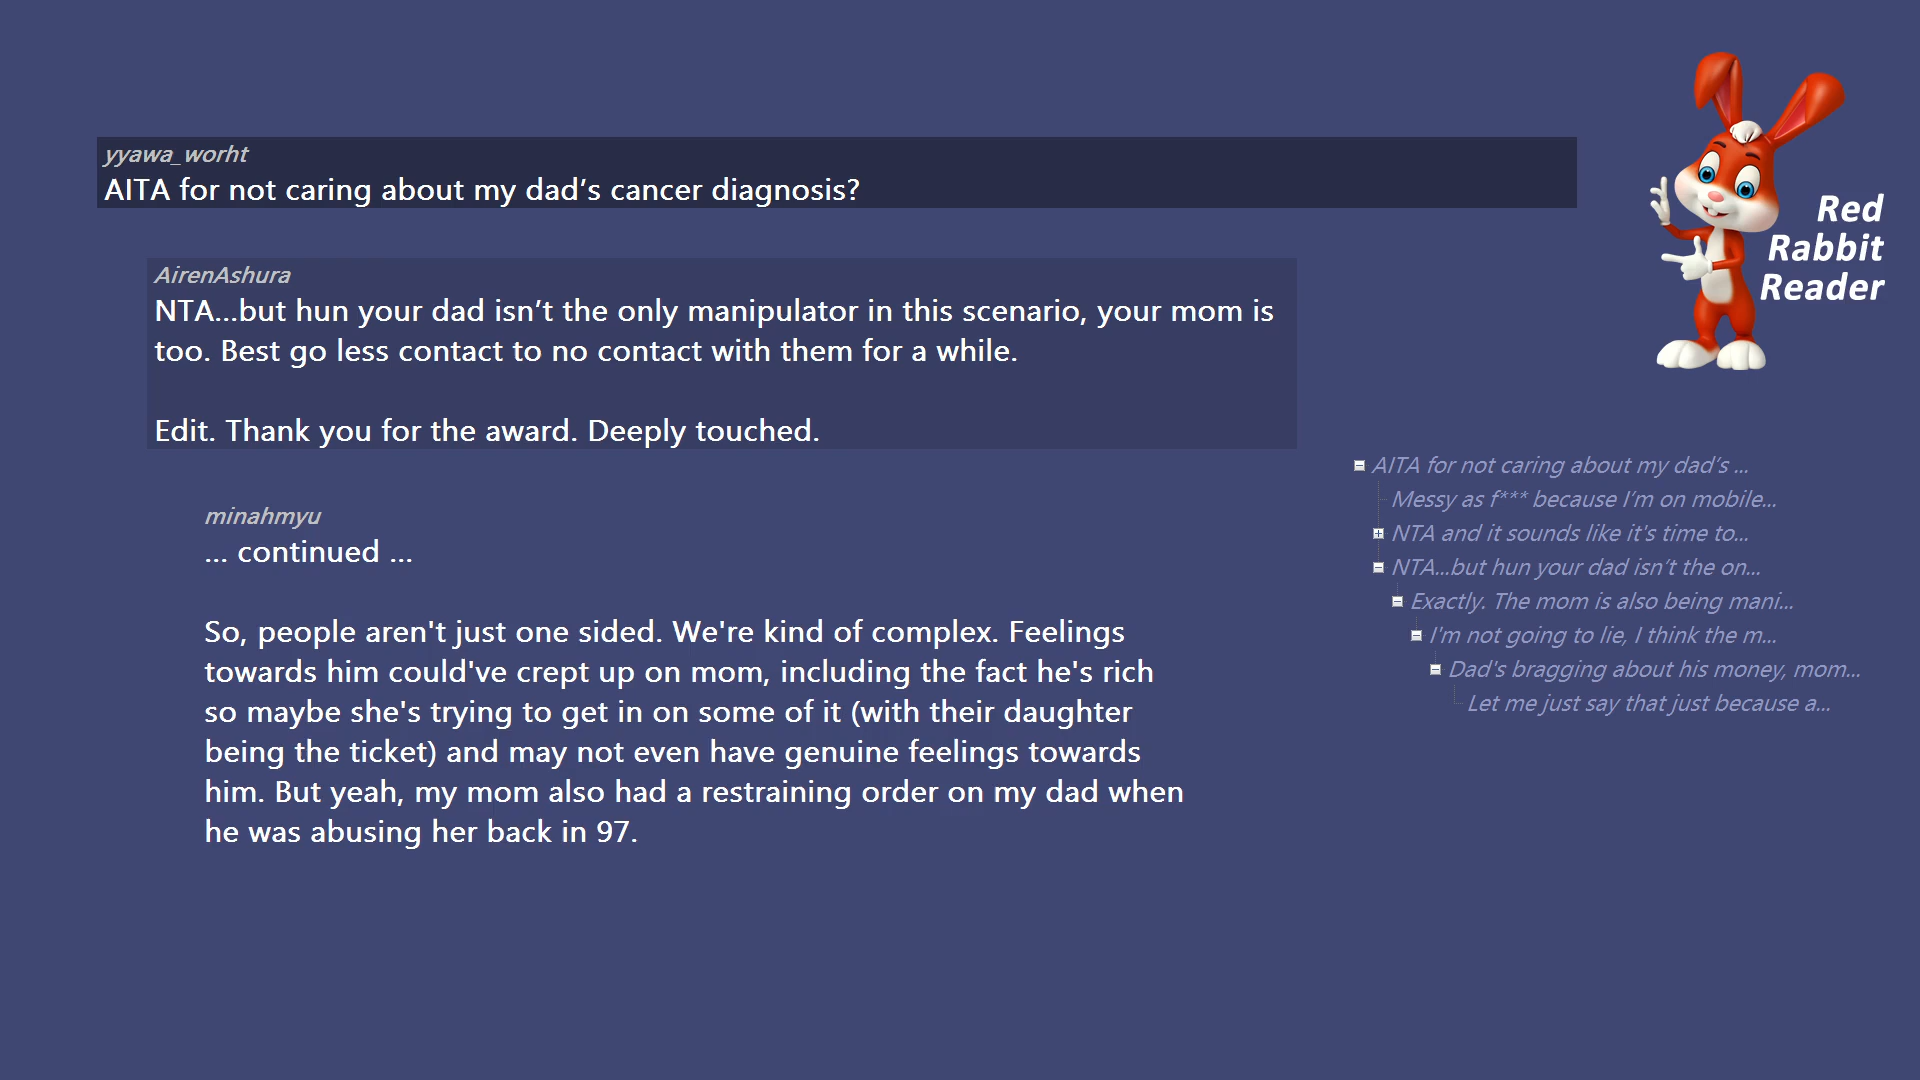 yyawa_worht
AITA for not caring about my dad’s cancer diagnosis?
AirenAshura
NTA...but hun your dad isn’t the only manipulator in this scenario, your mom is
too. Best go less contact to no contact with them for a while.
Edit. Thank you for the award. Deeply touched.
minahmyu
... continued ...
So, people aren't just one sided. We're kind of complex. Feelings
towards him could've crept up on mom, including the fact he's rich
so maybe she's trying to get in on some of it (with their daughter
being the ticket) and may not even have genuine feelings towards
him. But yeah, my mom also had a restraining order on my dad when
he was abusing her back in 97.
Red
Rabbit
Reader
AITA for not caring about my dad’s ...
Messy as f*** because I’m on mobile...
NTA and it sounds like it's time to...
NTA...but hun your dad isn’t the on...
Exactly. The mom is also being mani...
I'm not going to lie, I think the m...
Dad's bragging about his money, mom...
Let me just say that just because a...